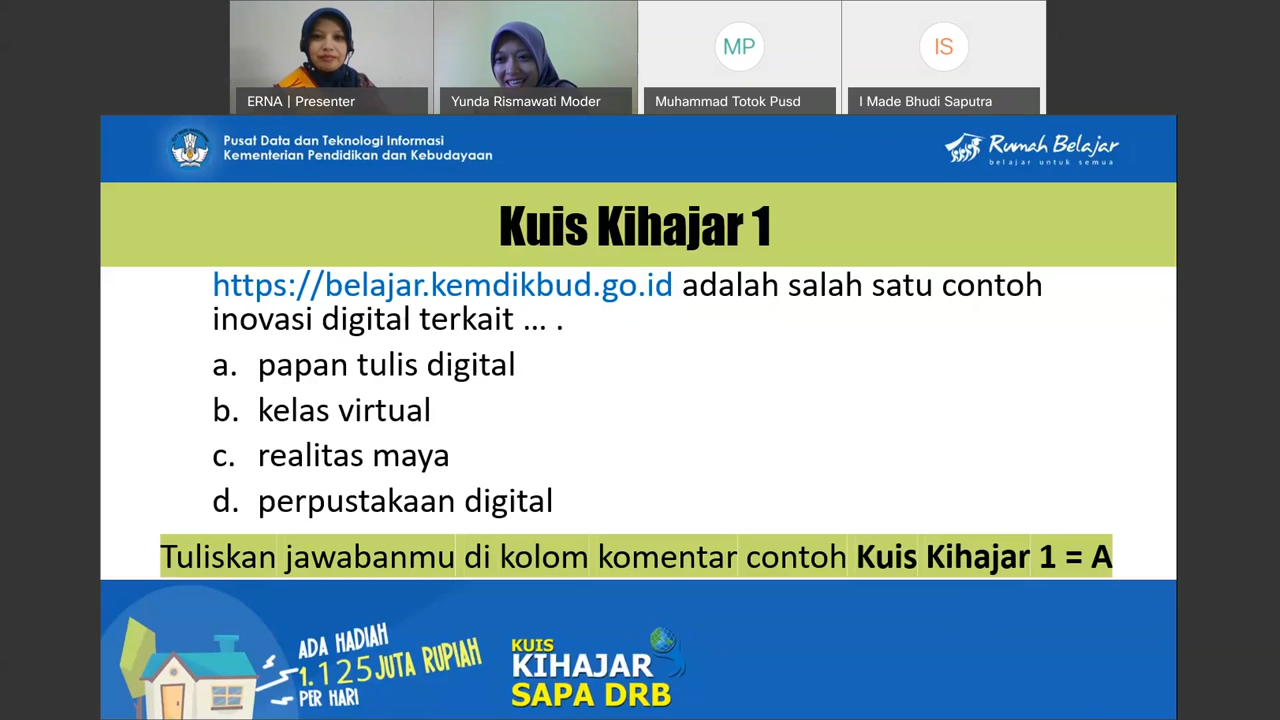 MP
IS
ERNA | Presenter
Yunda Rismawati Moder
Muhammad Totok Pusd
I Made Bhudi Saputra
Pusat Data dan Teknologi Informasi
Kementerian Pendidikan dan Kebudayaan
Rumah Belajar
belajar untuk semua
Kuis Kihajar 1
https://belajar.kemdikbud.go.id adalah salah satu contoh
inovasi digital terkait ... .
a. papan tulis digital
b. kelas virtual
c. realitas maya
d. perpustakaan digital
Tuliskan jawabanmu di kolom komentar contoh Kuis Kihajar 1 = A
ADA HADIAH
1.125 JUTA RUPIAH
PER HARI
KUIS
KIHAJAR
SAPA DRB